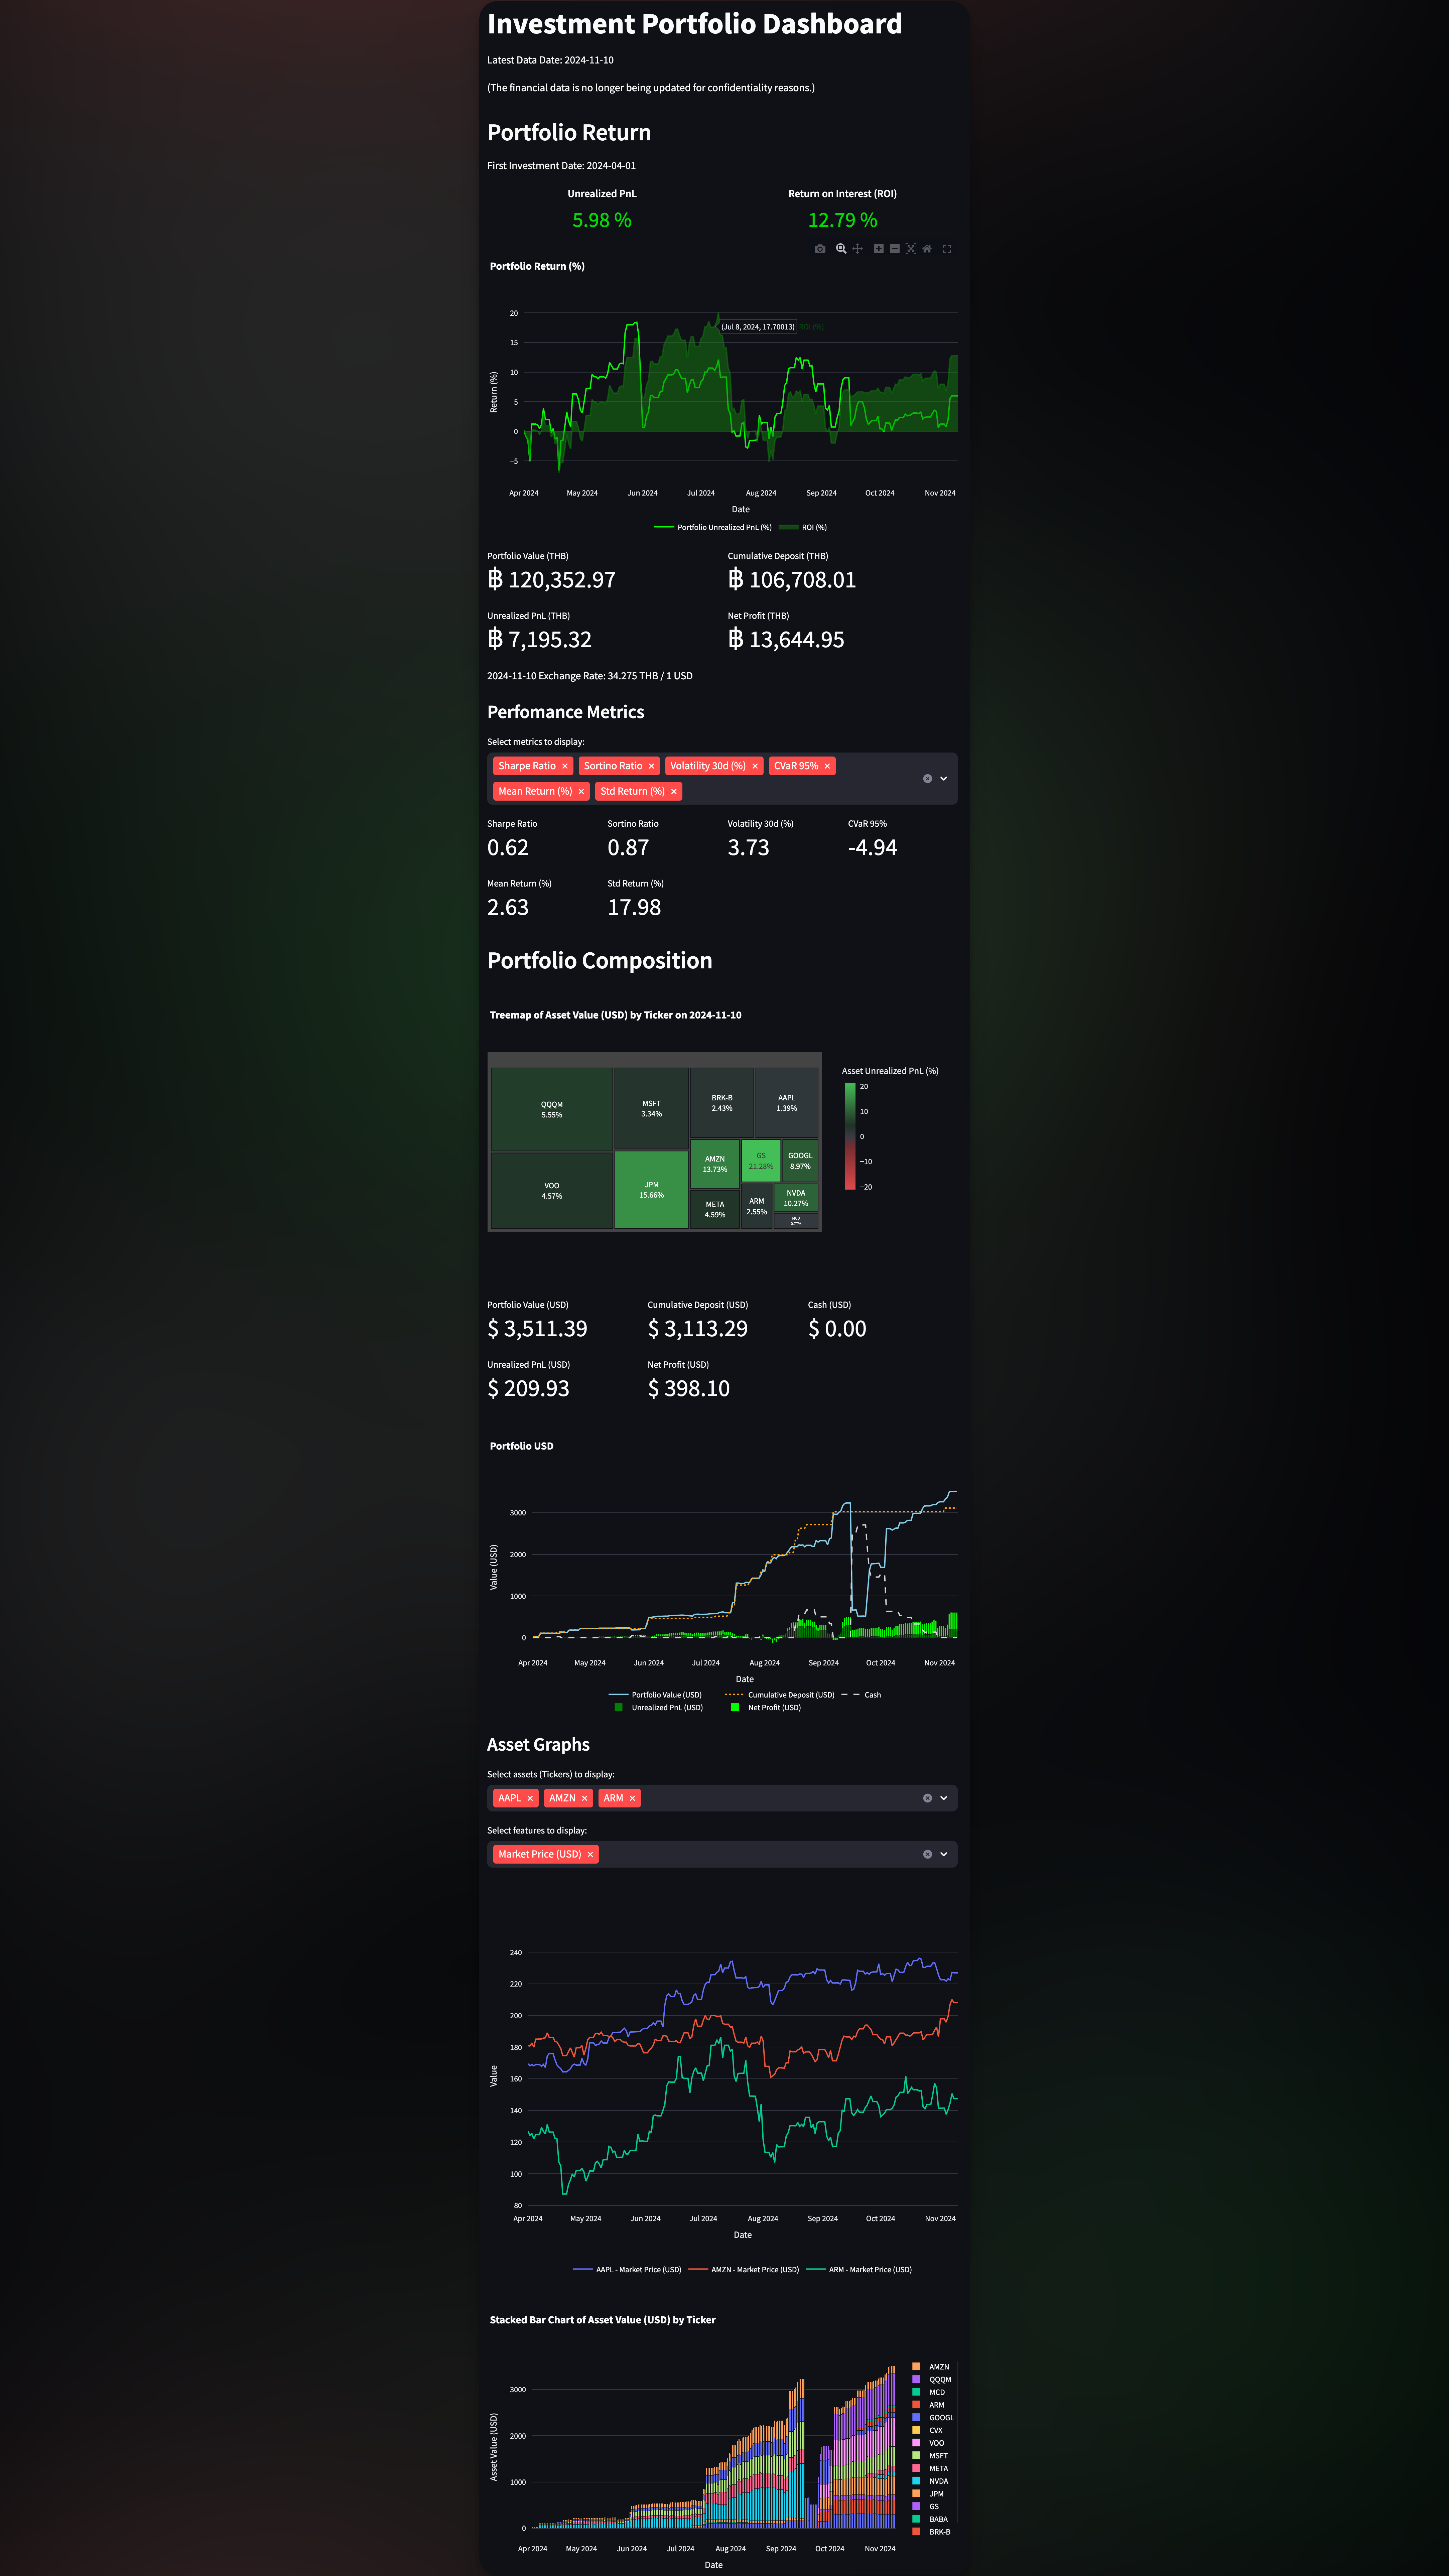 Investment Portfolio Dashboard
Latest Data Date: 2024-11-10
(The financial data is no longer being updated for confidentiality reasons.)
Portfolio Return
First Investment Date: 2024-04-01
Unrealized PnL
Return on Interest (ROI)
5.98 %
12.79 %
Portfolio Return (%)
(Jul 8, 2024, 17.70013)
ROI (%)
20
15
10
5
0
−5
Return (%)
Apr 2024
May 2024
Jun 2024
Jul 2024
Aug 2024
Sep 2024
Oct 2024
Nov 2024
Date
Portfolio Unrealized PnL (%)
ROI (%)
Portfolio Value (THB)
Cumulative Deposit (THB)
฿ 120,352.97
฿ 106,708.01
Unrealized PnL (THB)
Net Profit (THB)
฿ 7,195.32
฿ 13,644.95
2024-11-10 Exchange Rate: 34.275 THB / 1 USD
Perfomance Metrics
Select metrics to display:
Sharpe Ratio
Sortino Ratio
Volatility 30d (%)
CVaR 95%
Mean Return (%)
Std Return (%)
Sharpe Ratio
Sortino Ratio
Volatility 30d (%)
CVaR 95%
0.62
0.87
3.73
-4.94
Mean Return (%)
Std Return (%)
2.63
17.98
Portfolio Composition
Treemap of Asset Value (USD) by Ticker on 2024-11-10
QQQM
5.55%
MSFT
3.34%
BRK-B
2.43%
AAPL
1.39%
VOO
4.57%
JPM
15.66%
AMZN
13.73%
GS
21.28%
GOOGL
8.97%
META
4.59%
ARM
2.55%
NVDA
10.27%
MCD
Asset Unrealized PnL (%)
20
10
0
−10
−20
Portfolio Value (USD)
Cumulative Deposit (USD)
Cash (USD)
$ 3,511.39
$ 3,113.29
$ 0.00
Unrealized PnL (USD)
Net Profit (USD)
$ 209.93
$ 398.10
Portfolio USD
3000
2000
1000
0
Value (USD)
Apr 2024
May 2024
Jun 2024
Jul 2024
Aug 2024
Sep 2024
Oct 2024
Nov 2024
Date
Portfolio Value (USD)
Cumulative Deposit (USD)
Cash
Unrealized PnL (USD)
Net Profit (USD)
Asset Graphs
Select assets (Tickers) to display:
AAPL
AMZN
ARM
Select features to display:
Market Price (USD)
240
220
200
180
160
140
120
100
80
Value
Apr 2024
May 2024
Jun 2024
Jul 2024
Aug 2024
Sep 2024
Oct 2024
Nov 2024
Date
AAPL - Market Price (USD)
AMZN - Market Price (USD)
ARM - Market Price (USD)
Stacked Bar Chart of Asset Value (USD) by Ticker
3000
2000
1000
0
Asset Value (USD)
Apr 2024
May 2024
Jun 2024
Jul 2024
Aug 2024
Sep 2024
Oct 2024
Nov 2024
Date
AMZN
QQQM
MCD
ARM
GOOGL
CVX
VOO
MSFT
META
NVDA
JPM
GS
BABA
BRK-B